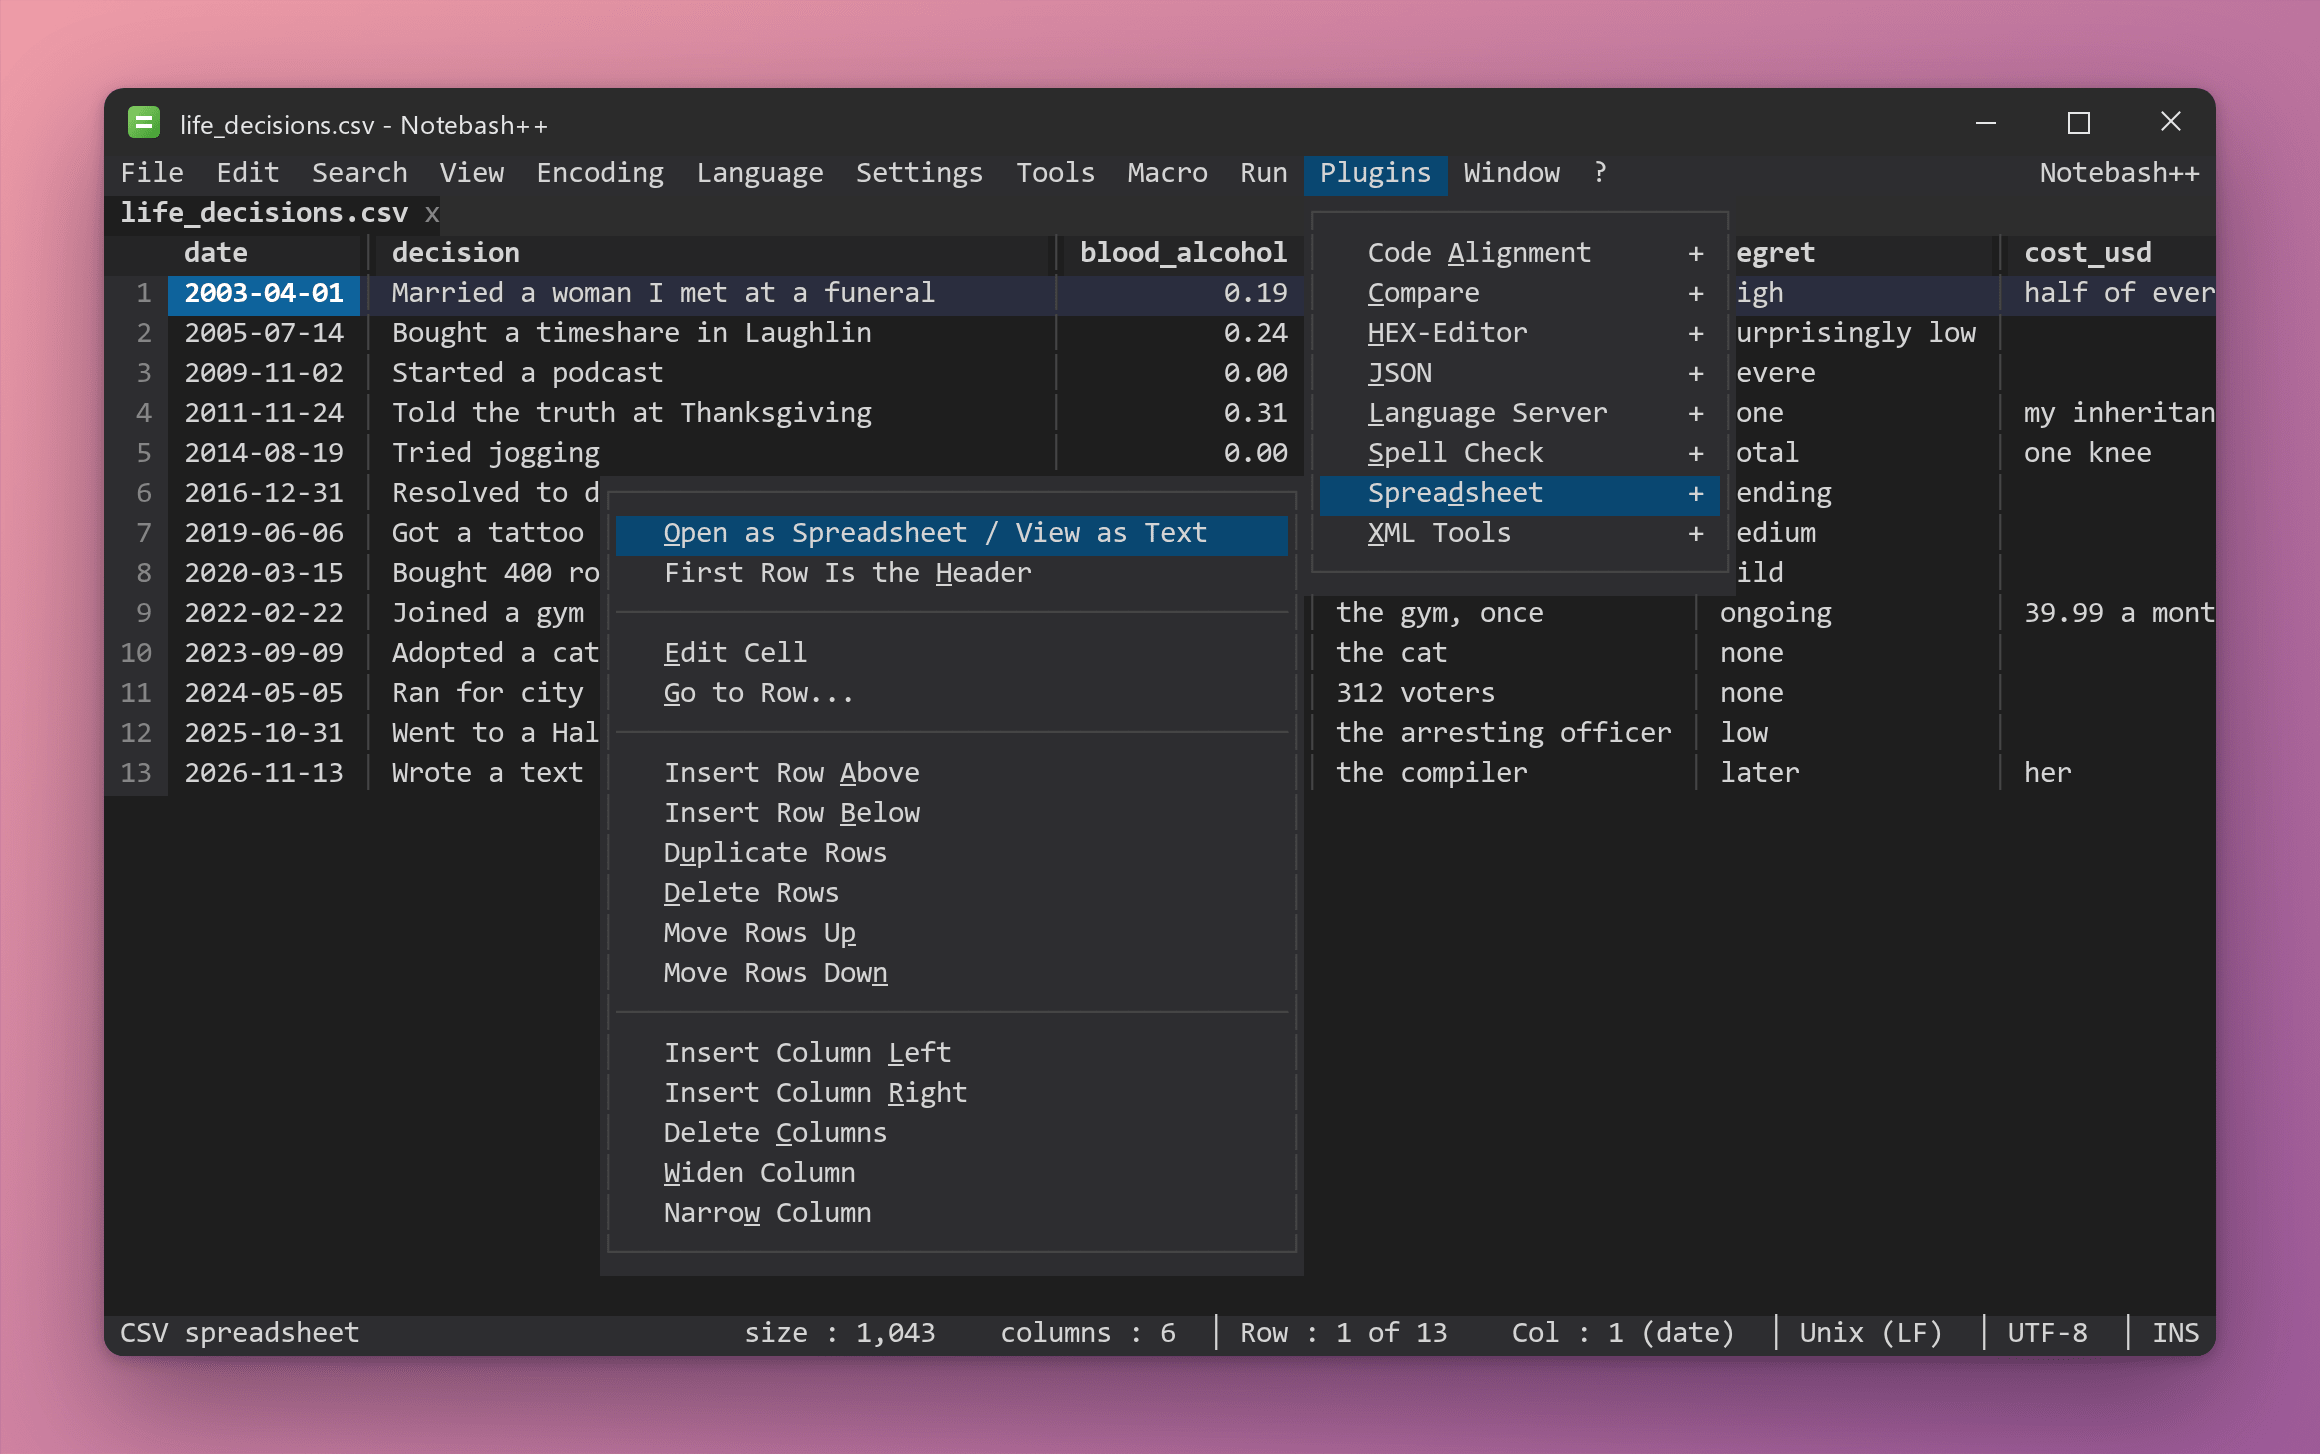 life_decisions.csv - Notebash++
File Edit Search View Encoding Language Settings Tools Macro Run Plugins Window ? Notebash++
life_decisions.csv x
date decision blood_alcohol egret cost_usd
1 2003-04-01 Married a woman I met at a funeral 0.19 igh half of ever
2 2005-07-14 Bought a timeshare in Laughlin 0.24 urprisingly low
3 2009-11-02 Started a podcast 0.00 evere
4 2011-11-24 Told the truth at Thanksgiving 0.31 one my inheritan
5 2014-08-19 Tried jogging 0.00 otal one knee
6 2016-12-31 Resolved to d ending
7 2019-06-06 Got a tattoo edium
8 2020-03-15 Bought 400 ro ild
9 2022-02-22 Joined a gym the gym, once ongoing 39.99 a mont
10 2023-09-09 Adopted a cat the cat none
11 2024-05-05 Ran for city 312 voters none
12 2025-10-31 Went to a Hal the arresting officer low
13 2026-11-13 Wrote a text the compiler later her
Code Alignment +
Compare +
HEX-Editor +
JSON +
Language Server +
Spell Check +
Spreadsheet +
XML Tools +
Open as Spreadsheet / View as Text
First Row Is the Header
Edit Cell
Go to Row...
Insert Row Above
Insert Row Below
Duplicate Rows
Delete Rows
Move Rows Up
Move Rows Down
Insert Column Left
Insert Column Right
Delete Columns
Widen Column
Narrow Column
CSV spreadsheet size : 1,043 columns : 6 Row : 1 of 13 Col : 1 (date) Unix (LF) UTF-8 INS